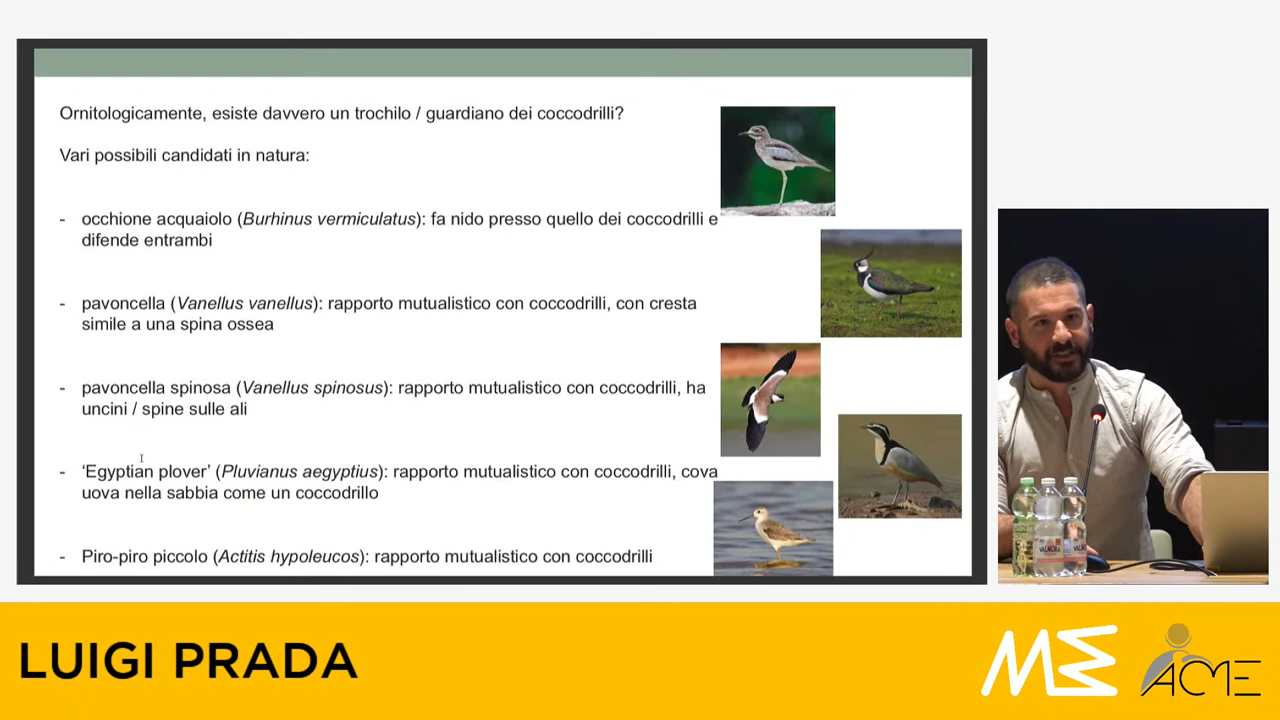 Ornitologicamente, esiste davvero un trochilo / guardiano dei coccodrilli?
Vari possibili candidati in natura:
- occhione acquaiolo (Burhinus vermiculatus): fa nido presso quello dei coccodrilli e
difende entrambi
- pavoncella (Vanellus vanellus): rapporto mutualistico con coccodrilli, con cresta
simile a una spina ossea
- pavoncella spinosa (Vanellus spinosus): rapporto mutualistico con coccodrilli, ha
uncini / spine sulle ali
- ‘Egyptian plover’ (Pluvianus aegyptius): rapporto mutualistico con coccodrilli, cova
uova nella sabbia come un coccodrillo
- Piro-piro piccolo (Actitis hypoleucos): rapporto mutualistico con coccodrilli
VALMORA
LUIGI PRADA
ME
ACME